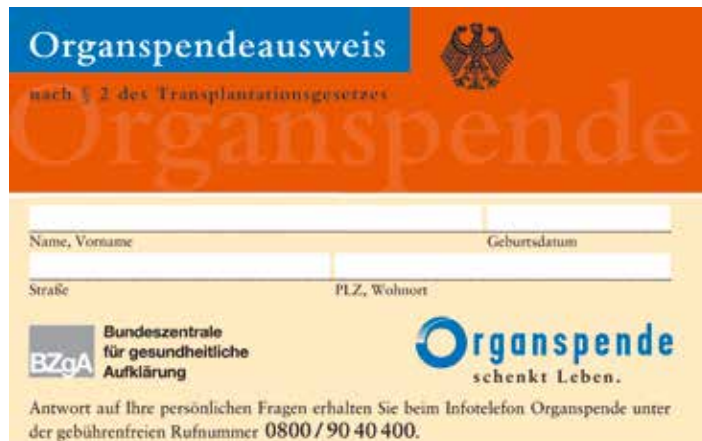 Organspendeausweis
nach § 2 des Transplantationsgesetzes
Organspende
Name, Vorname Geburtsdatum
Straße PLZ, Wohnort
BZgA
Bundeszentrale
für gesundheitliche
Aufklärung
Organspende
schenkt Leben.
Antwort auf Ihre persönlichen Fragen erhalten Sie beim Infotelefon Organspende unter
der gebührenfreien Rufnummer 0800 / 90 40 400.